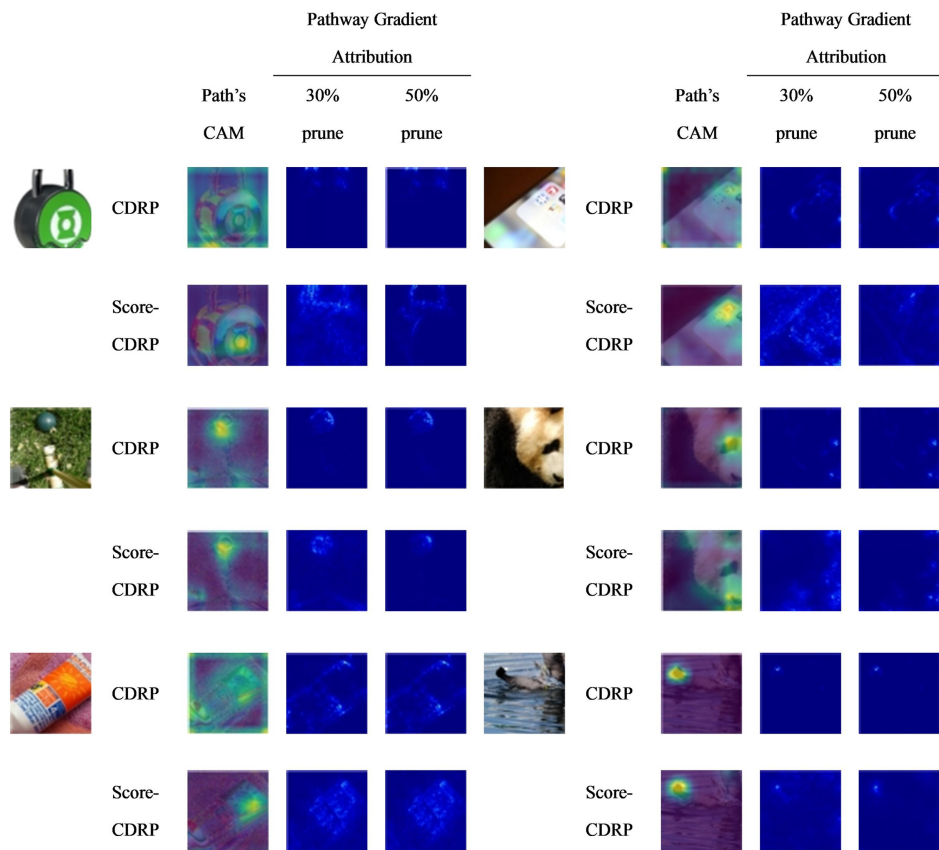 Pathway Gradient
Attribution
Path's
CAM
30%
prune
50%
prune
Pathway Gradient
Attribution
Path's
CAM
30%
prune
50%
prune
CDRP
CDRP
Score-
CDRP
Score-
CDRP
CDRP
CDRP
Score-
CDRP
Score-
CDRP
CDRP
CDRP
Score-
CDRP
Score-
CDRP